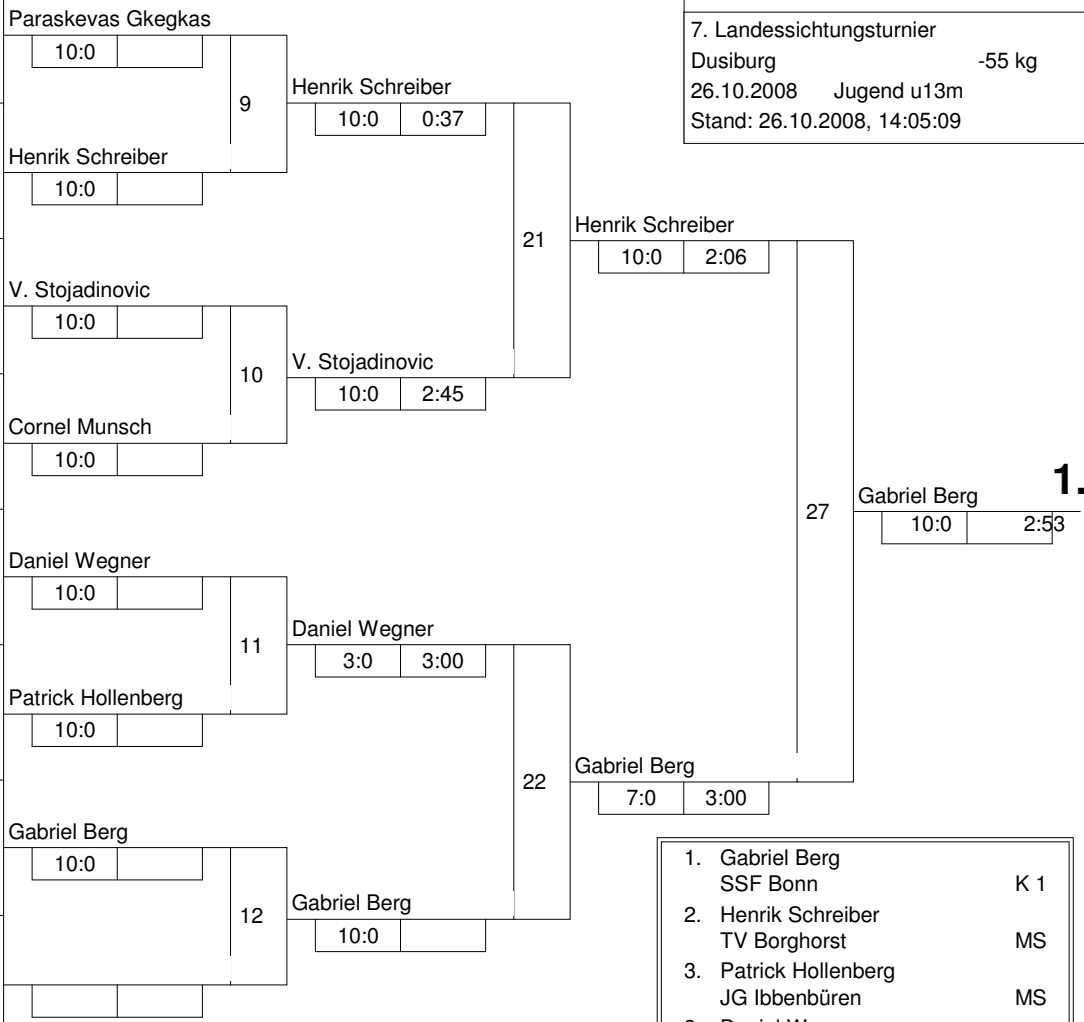 Paraskevas Gkegkas
10:0
9
Henrik Schreiber
10:0
Henrik Schreiber
10:0 0:37
V. Stojadinovic
10:0
10
Cornel Munsch
10:0
V. Stojadinovic
10:0 2:45
21
Henrik Schreiber
10:0 2:06
Daniel Wegner
10:0
11
Patrick Hollenberg
10:0
Daniel Wegner
3:0 3:00
Gabriel Berg
10:0
12
Gabriel Berg
10:0
22
Gabriel Berg
7:0 3:00
27
Gabriel Berg 1.
10:0 2:53
7. Landessichtungsturnier
Dusiburg -55 kg
26.10.2008 Jugend u13m
Stand: 26.10.2008, 14:05:09
1. Gabriel Berg
SSF Bonn K 1
2. Henrik Schreiber
TV Borghorst MS
3. Patrick Hollenberg
JG Ibbenbüren MS